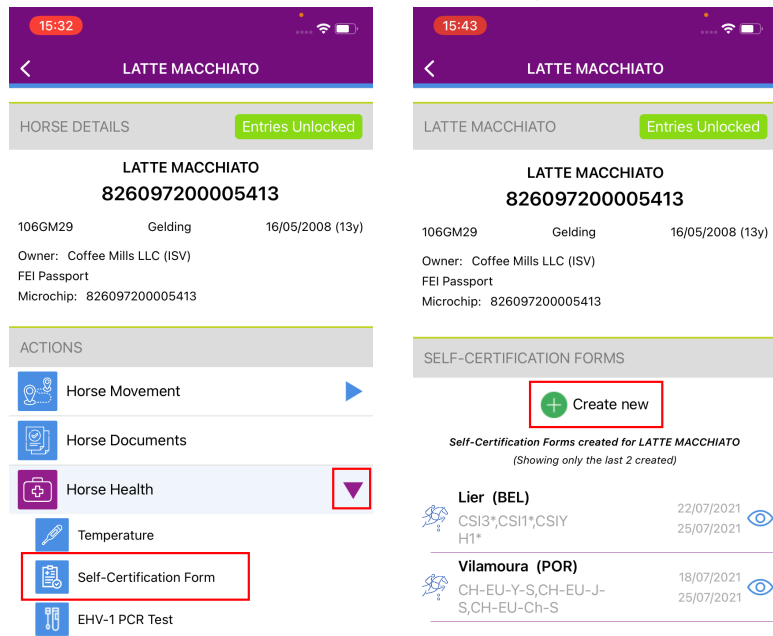 15:32
LATTE MACCHIATO
HORSE DETAILS
Entries Unlocked
LATTE MACCHIATO
826097200005413
106GM29 Gelding 16/05/2008 (13y)
Owner: Coffee Mills LLC (ISV)
FEI Passport
Microchip: 826097200005413
ACTIONS
Horse Movement
Horse Documents
Horse Health
Temperature
Self-Certification Form
EHV-1 PCR Test
15:43
LATTE MACCHIATO
LATTE MACCHIATO
Entries Unlocked
LATTE MACCHIATO
826097200005413
106GM29 Gelding 16/05/2008 (13y)
Owner: Coffee Mills LLC (ISV)
FEI Passport
Microchip: 826097200005413
SELF-CERTIFICATION FORMS
Create new
Self-Certification Forms created for LATTE MACCHIATO
(Showing only the last 2 created)
Lier (BEL)
CSI3*,CSI1*,CSIY
H1*
22/07/2021
25/07/2021
Vilamoura (POR)
CH-EU-Y-S,CH-EU-J-
S,CH-EU-Ch-S
18/07/2021
25/07/2021